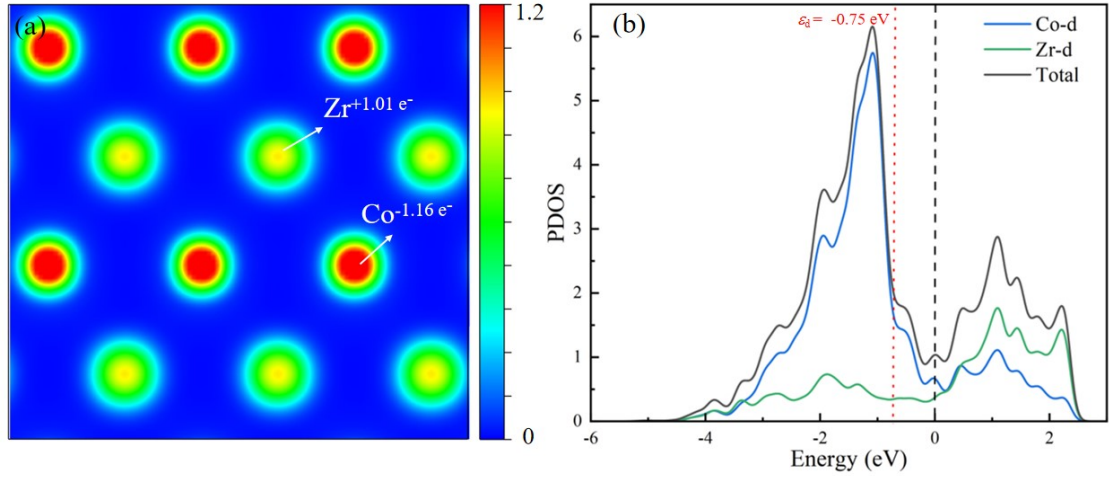 (a)
Zr+1.01 e-
Co-1.16 e-
1.2
0
(b)
εd = -0.75 eV
Co-d
Zr-d
Total
PDOS
6
5
4
3
2
1
0
-6 -4 -2 0 2
Energy (eV)